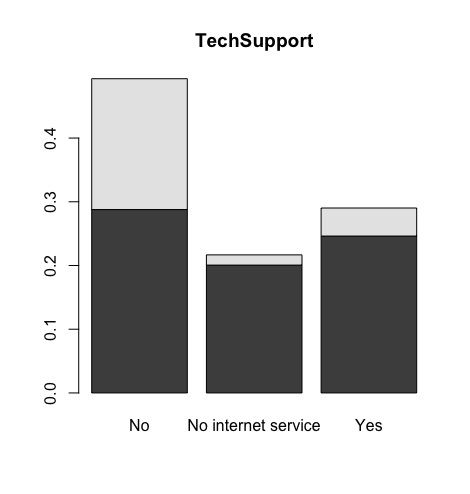 TechSupport
0.4
0.3
0.2
0.1
0.0
No No internet service Yes